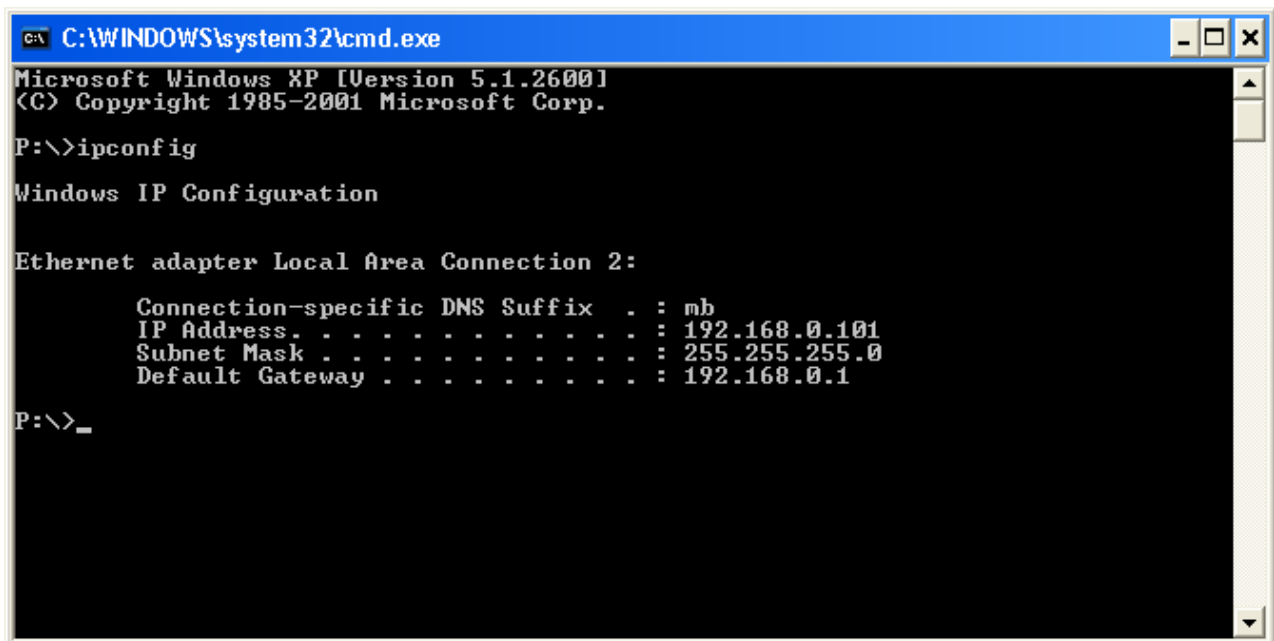 C:\WINDOWS\system32\cmd.exe
Microsoft Windows XP [Version 5.1.2600]
(C) Copyright 1985-2001 Microsoft Corp.
P:\>ipconfig
Windows IP Configuration
Ethernet adapter Local Area Connection 2:
Connection-specific DNS Suffix . : mb
IP Address. . . . . . . . . . . . : 192.168.0.101
Subnet Mask . . . . . . . . . . . : 255.255.255.0
Default Gateway . . . . . . . . . : 192.168.0.1
P:\>_